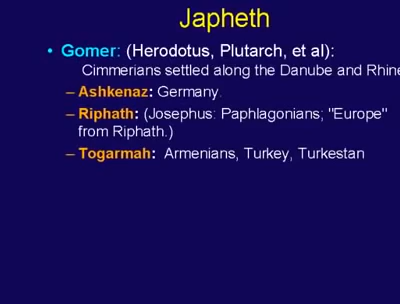 Japheth
• Gomer: (Herodotus, Plutarch, et al):
Cimmerians settled along the Danube and Rhine
– Ashkenaz: Germany.
– Riphath: (Josephus: Paphlagonians; "Europe"
from Riphath.)
– Togarmah: Armenians, Turkey, Turkestan